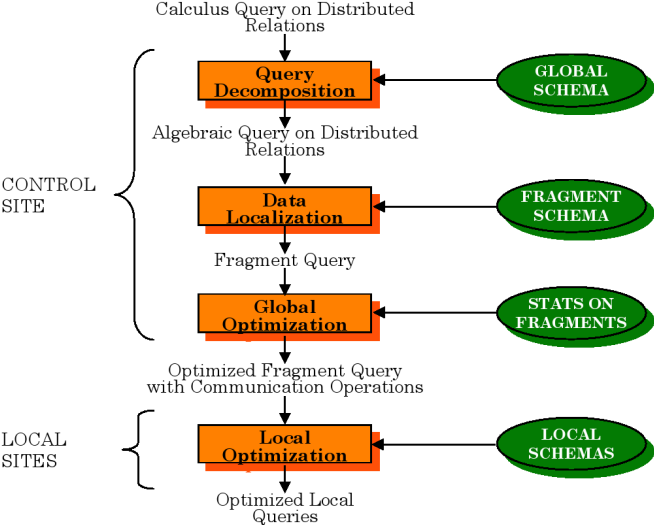 Calculus Query on Distributed
Relations
Query
Decomposition
GLOBAL
SCHEMA
Algebraic Query on Distributed
Relations
CONTROL
SITE
Data
Localization
FRAGMENT
SCHEMA
Fragment Query
Global
Optimization
STATS ON
FRAGMENTS
Optimized Fragment Query
with Communication Operations
LOCAL
SITES
Local
Optimization
LOCAL
SCHEMAS
Optimized Local
Queries